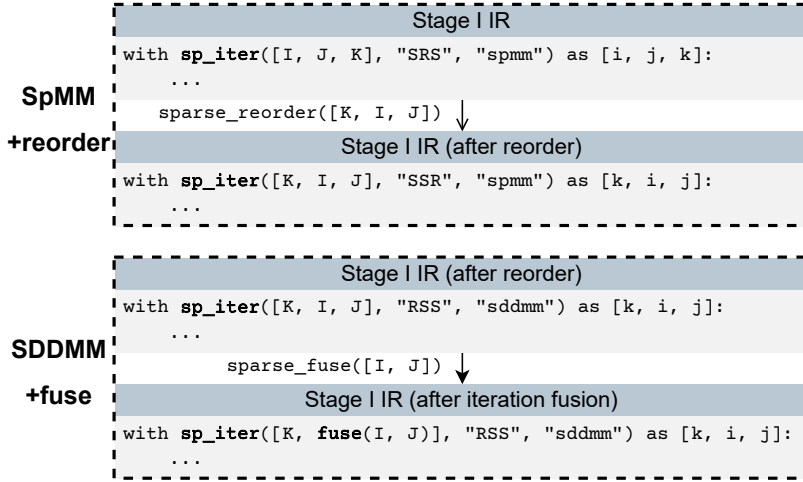 Stage I IR
with sp_iter([I, J, K], "SRS", "spmm") as [i, j, k]:
...
SpMM
+reorder
sparse_reorder([K, I, J])
Stage I IR (after reorder)
with sp_iter([K, I, J], "SSR", "spmm") as [k, i, j]:
...
Stage I IR (after reorder)
with sp_iter([K, I, J], "RSS", "sddmm") as [k, i, j]:
...
SDDMM
+fuse
sparse_fuse([I, J])
Stage I IR (after iteration fusion)
with sp_iter([K, fuse(I, J)], "RSS", "sddmm") as [k, i, j]:
...